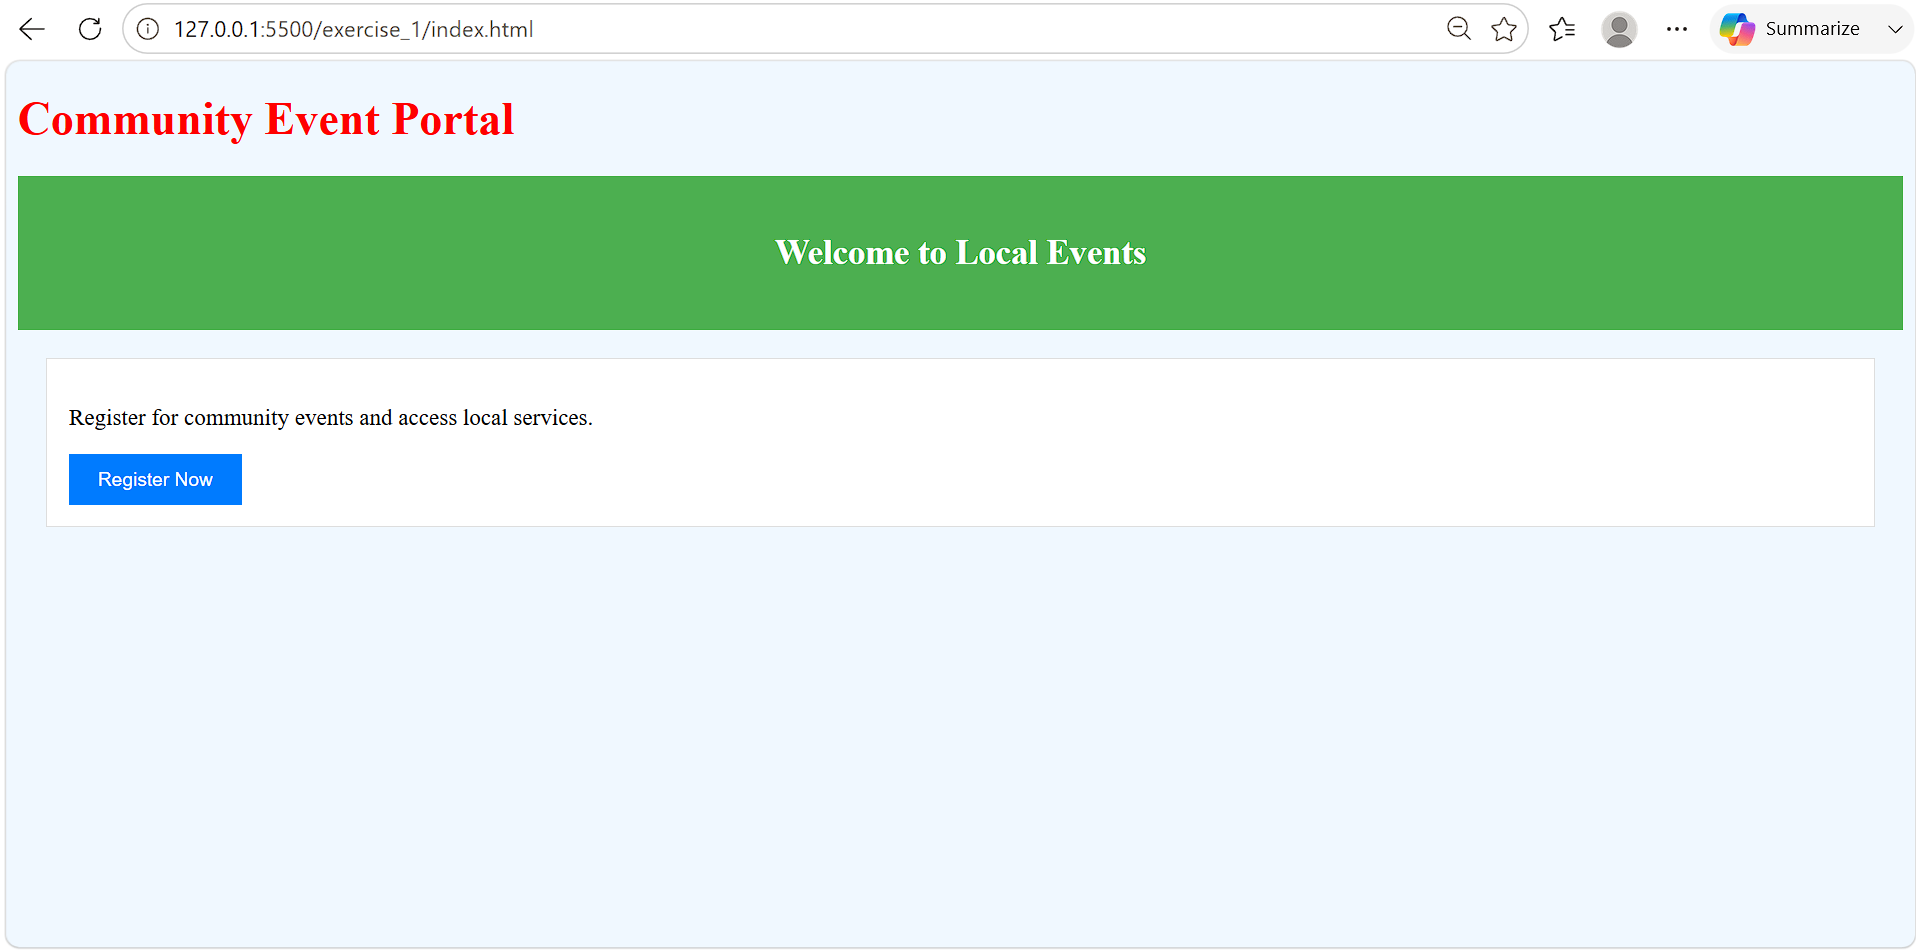 127.0.0.1:5500/exercise_1/index.html
Summarize
Community Event Portal
Welcome to Local Events
Register for community events and access local services.
Register Now